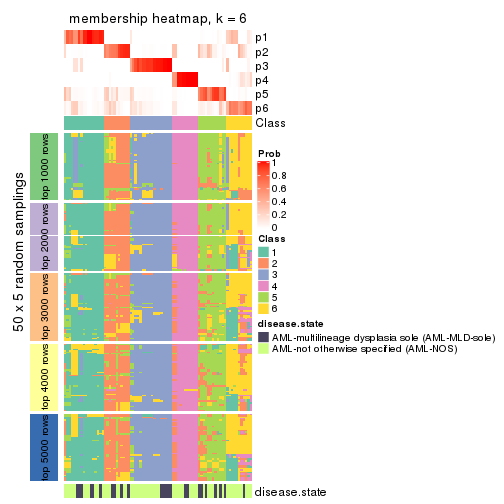 membership heatmap, k = 6
p1
p2
p3
p4
p5
p6
Class
50 x 5 random samplings
top 1000 rows
top 2000 rows
top 3000 rows
top 4000 rows
top 5000 rows
Prob
1
0.8
0.6
0.4
0.2
0
Class
1
2
3
4
5
6
disease.state
AML-multilineage dysplasia sole (AML-MLD-sole)
AML-not otherwise specified (AML-NOS)
disease.state